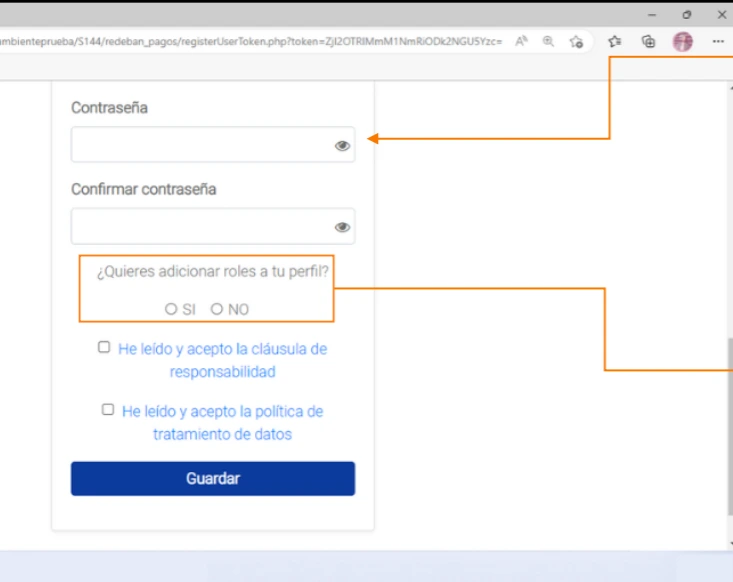 umbienteprueba/S144/redeban_pagos/registerUserToken.php?token=ZjI2OTRlMmM1NmRiODk2NGU5Yzc=
Contraseña
Confirmar contraseña
¿Quieres adicionar roles a tu perfil?
SI NO
He leído y acepto la cláusula de
responsabilidad
He leído y acepto la política de
tratamiento de datos
Guardar